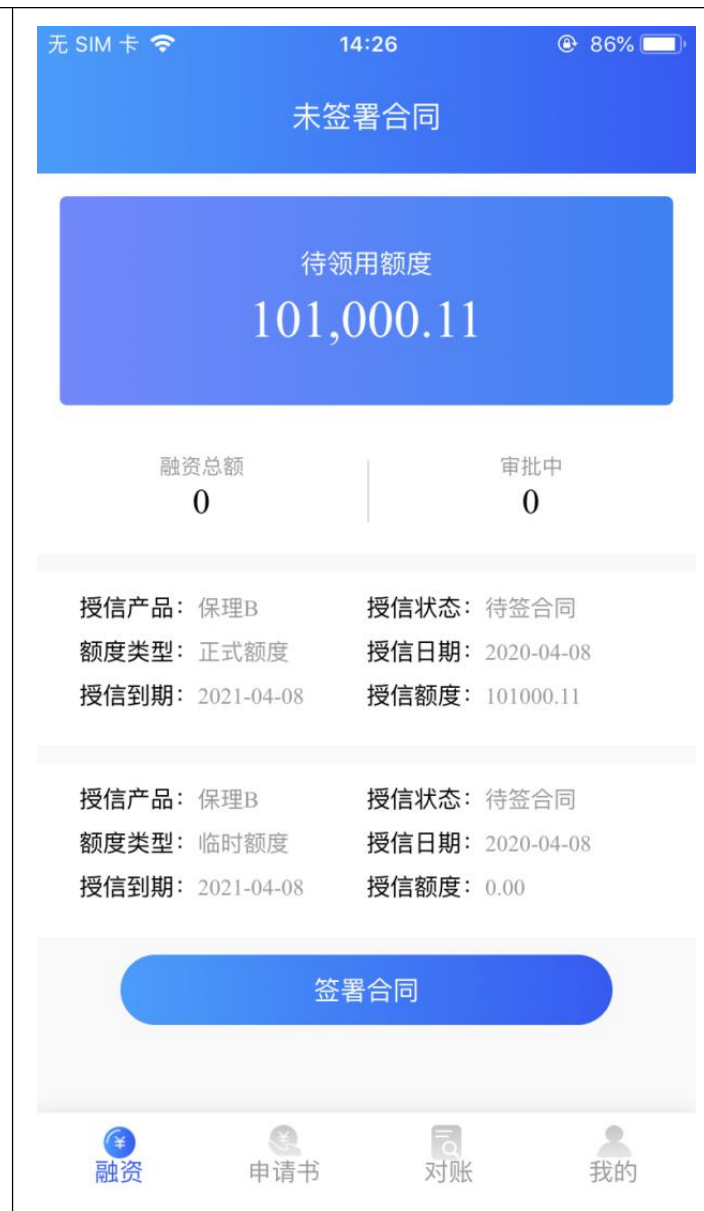 无 SIM 卡 14:26 86%
未签署合同
待领用额度
101,000.11
融资总额 审批中
0 0
授信产品：保理B 授信状态：待签合同
额度类型：正式额度 授信日期：2020-04-08
授信到期：2021-04-08 授信额度：101000.11
授信产品：保理B 授信状态：待签合同
额度类型：临时额度 授信日期：2020-04-08
授信到期：2021-04-08 授信额度：0.00
签署合同
融资 申请书 对账 我的